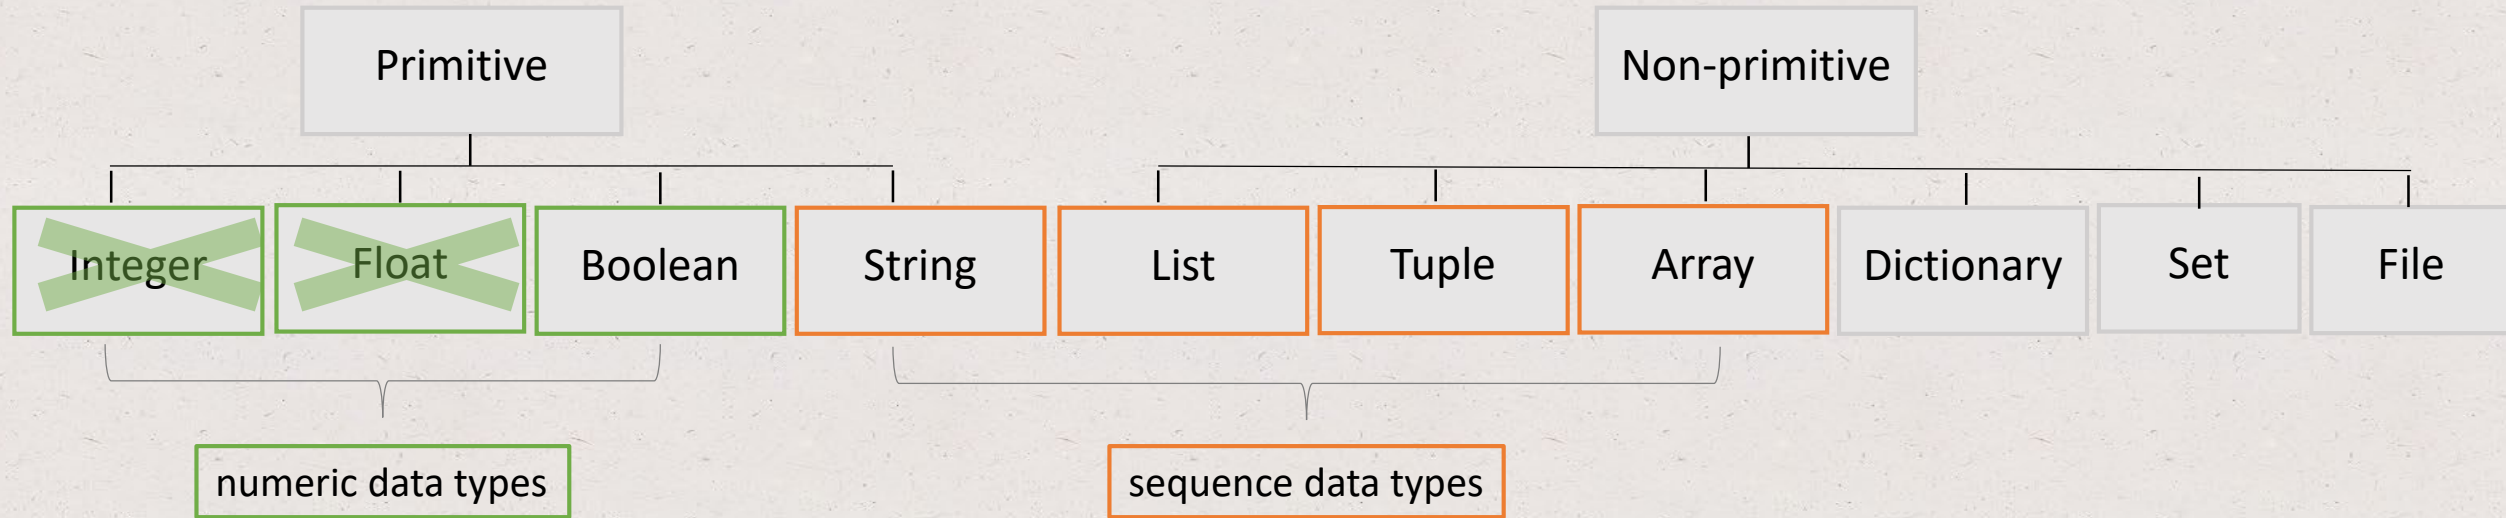 Primitive
Non-primitive
Integer
Float
Boolean
String
List
Tuple
Array
Dictionary
Set
File
numeric data types
sequence data types